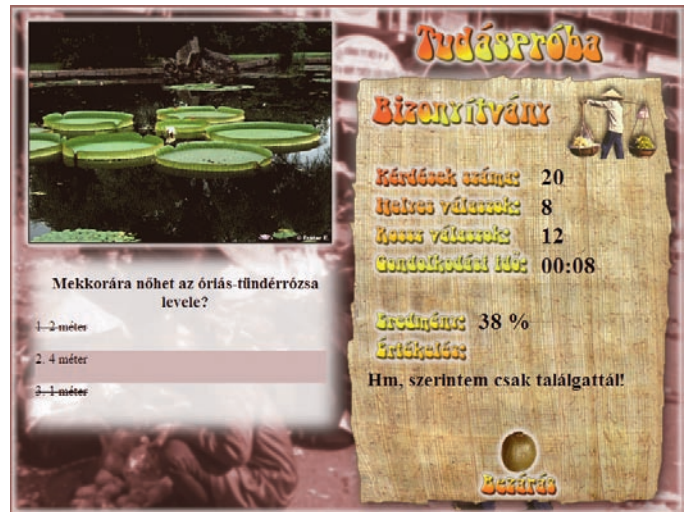 Tudáspróba
© Fráter E.
Mekkorára nőhet az óriás-tündérrózsa
levele?
1. 2 méter
2. 4 méter
3. 1 méter
Bizonyítvány
Kérdések száma: 20
Helyes válaszok: 8
Rossz válaszok: 12
Gondolkodási idő: 00:08
Eredmény: 38 %
Értékelés:
Hm, szerintem csak találgattál!
Bezárás